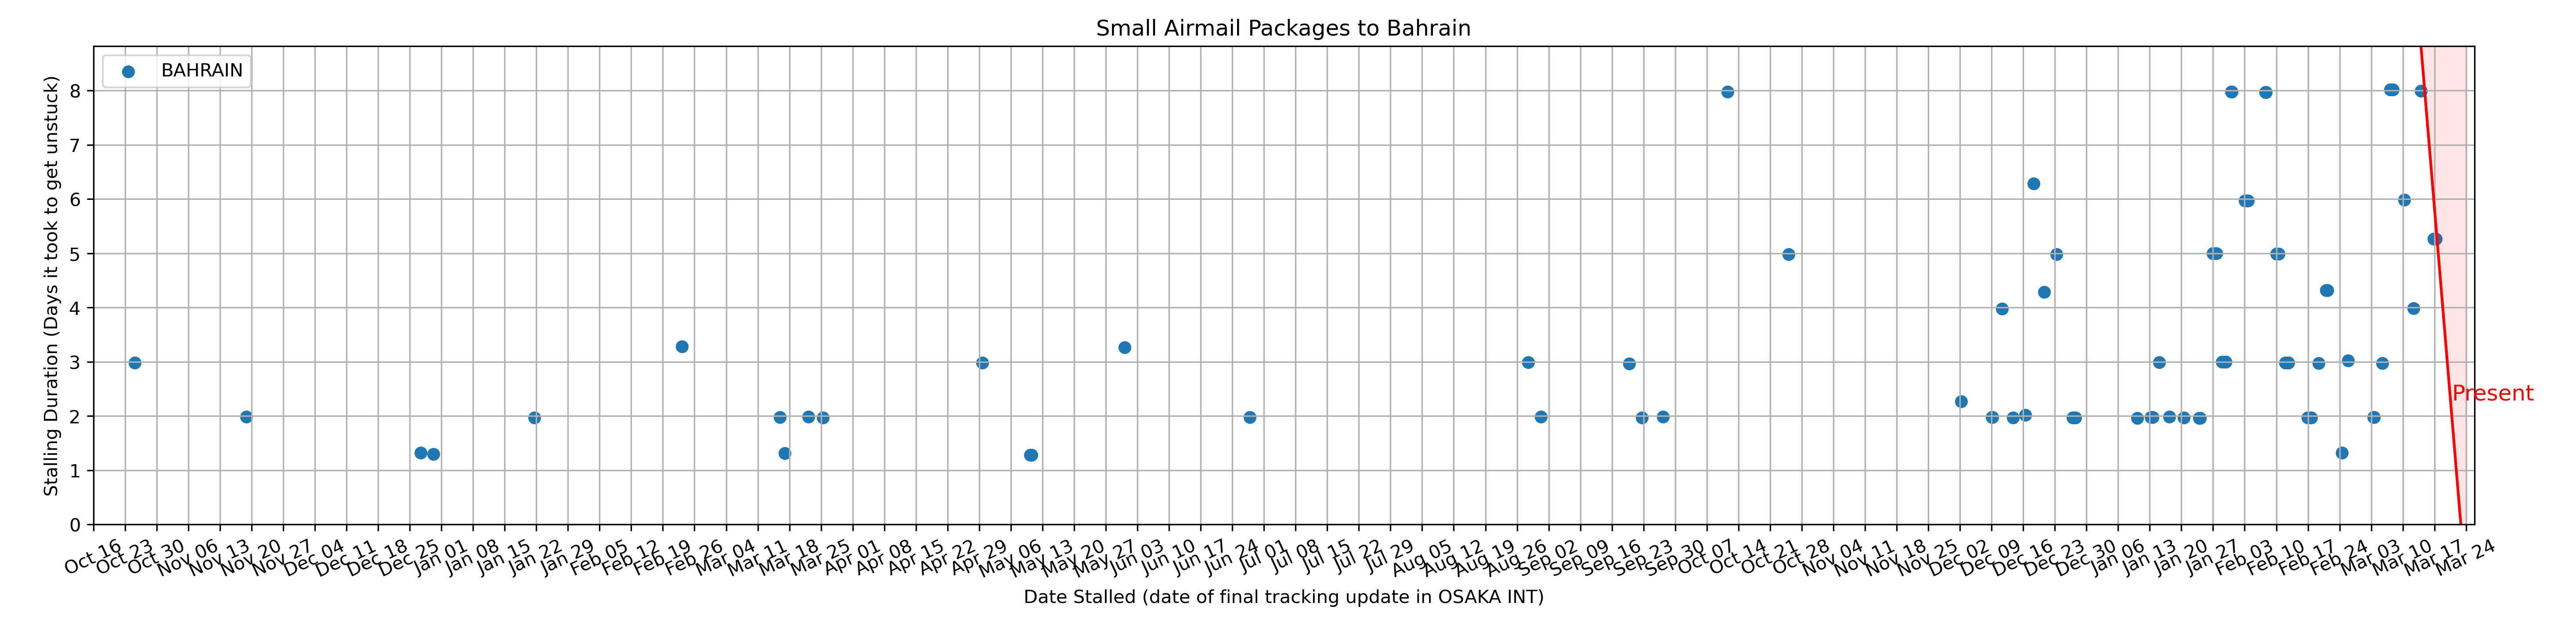 Small Airmail Packages to Bahrain
BAHRAIN
Stalling Duration (Days it took to get unstuck)
8
7
6
5
4
3
2
1
0
Present
Oct 16
Oct 23
Oct 30
Nov 06
Nov 13
Nov 20
Nov 27
Dec 04
Dec 11
Dec 18
Dec 25
Jan 01
Jan 08
Jan 15
Jan 22
Jan 29
Feb 05
Feb 12
Feb 19
Feb 26
Mar 04
Mar 11
Mar 18
Mar 25
Apr 01
Apr 08
Apr 15
Apr 22
Apr 29
May 06
May 13
May 20
May 27
Jun 03
Jun 10
Jun 17
Jun 24
Jul 01
Jul 08
Jul 15
Jul 22
Jul 29
Aug 05
Aug 12
Aug 19
Aug 26
Sep 02
Sep 09
Sep 16
Sep 23
Sep 30
Oct 07
Oct 14
Oct 21
Oct 28
Nov 04
Nov 11
Nov 18
Nov 25
Dec 02
Dec 09
Dec 16
Dec 23
Dec 30
Jan 06
Jan 13
Jan 20
Jan 27
Feb 03
Feb 10
Feb 17
Feb 24
Mar 03
Mar 10
Mar 17
Mar 24
Date Stalled (date of final tracking update in OSAKA INT)